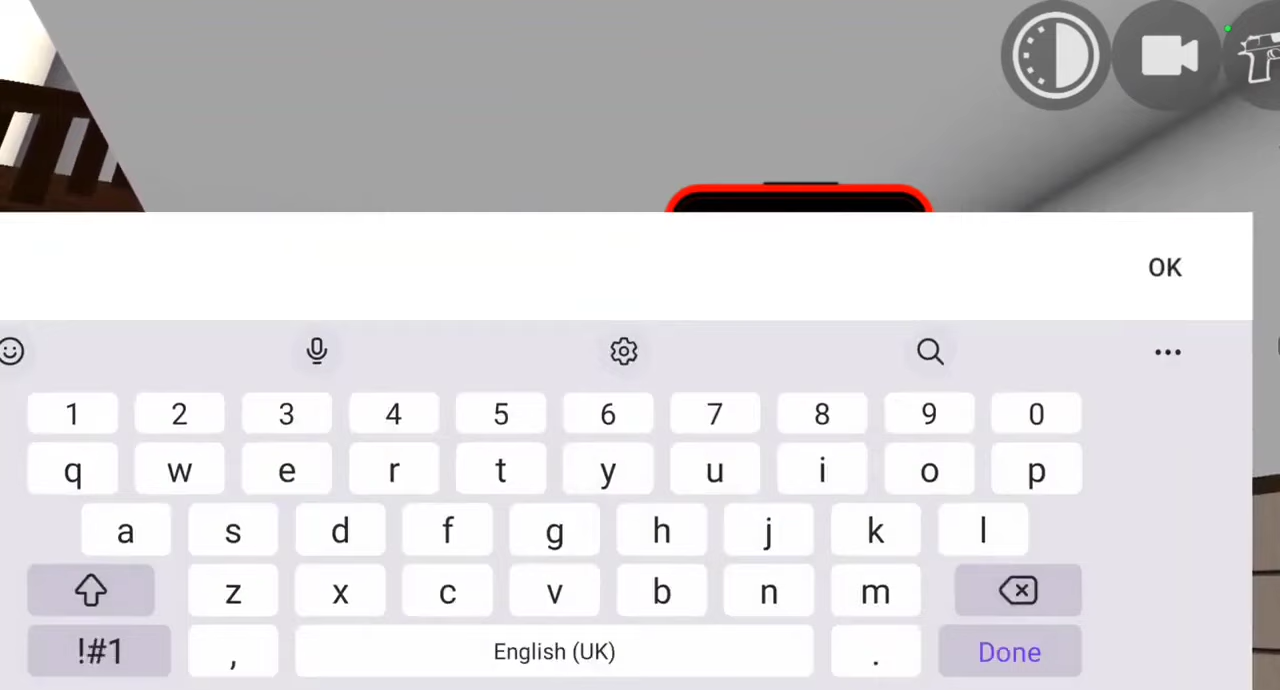 OK
1 2 3 4 5 6 7 8 9 0
q w e r t y u i o p
a s d f g h j k l
z x c v b n m
!#1 , English (UK) . Done